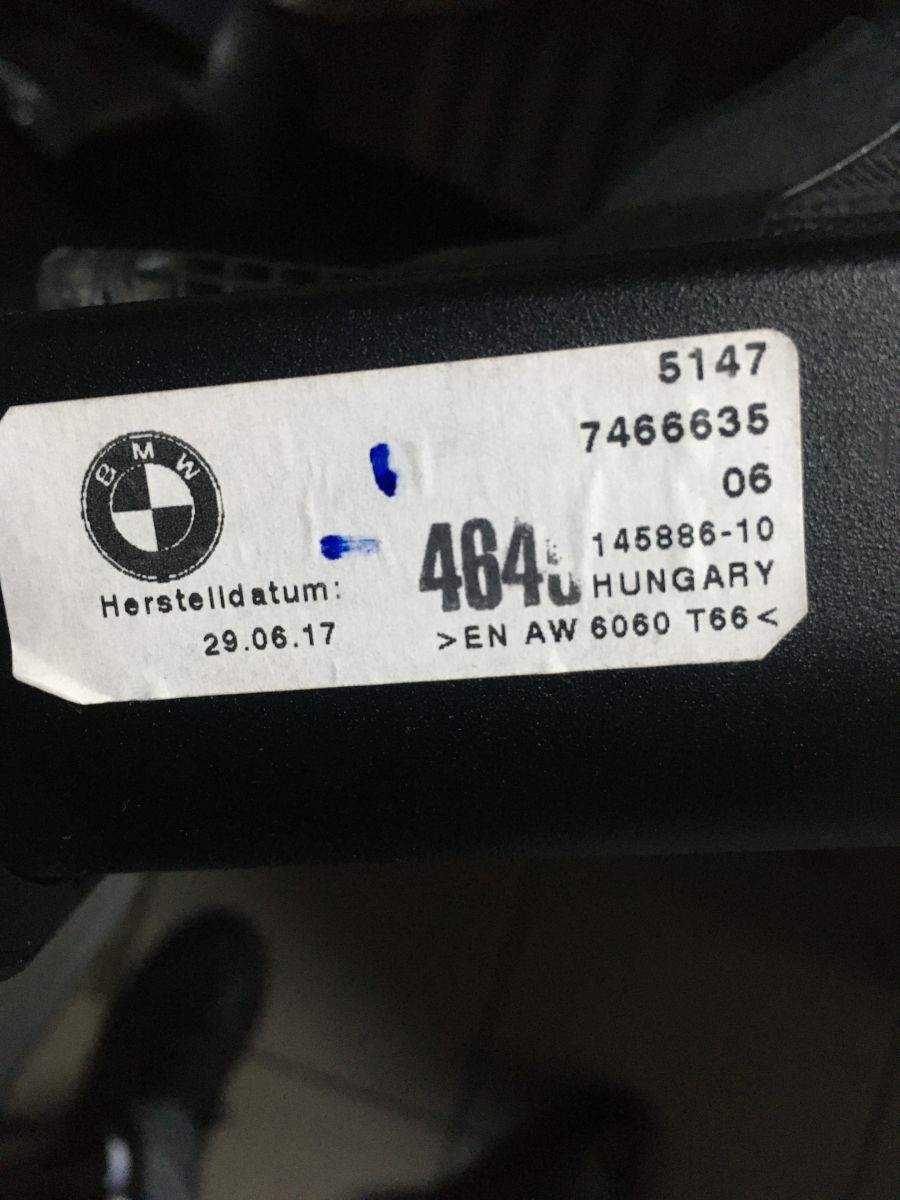 BMW
5147
7466635
06
145886-10
HUNGARY
>EN AW 6060 T66<
Herstelldatum:
29.06.17